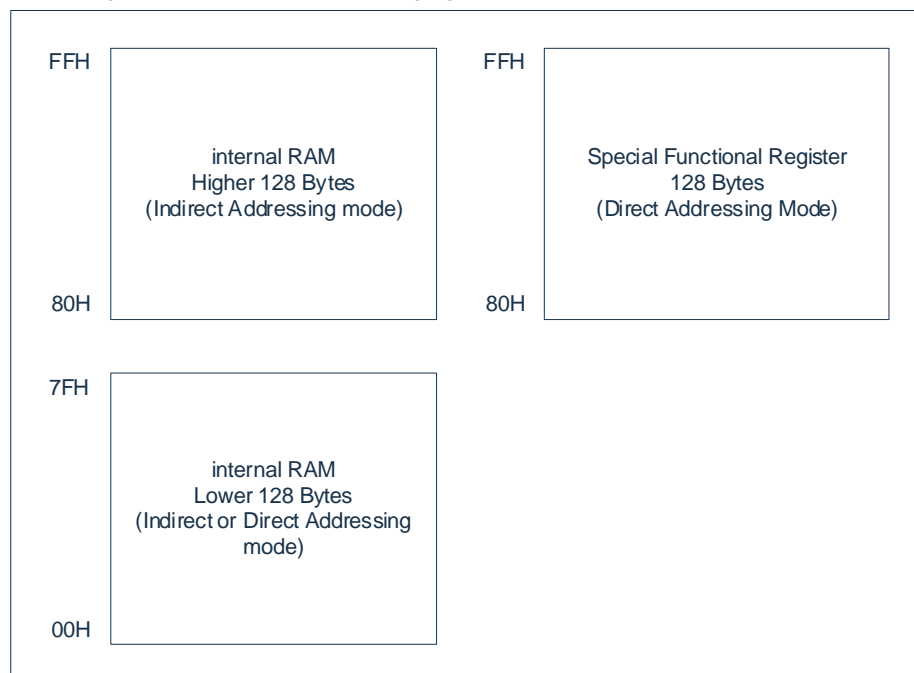 FFH
internal RAM
Higher 128 Bytes
(Indirect Addressing mode)
80H
FFH
Special Functional Register
128 Bytes
(Direct Addressing Mode)
80H
7FH
internal RAM
Lower 128 Bytes
(Indirect or Direct Addressing
mode)
00H